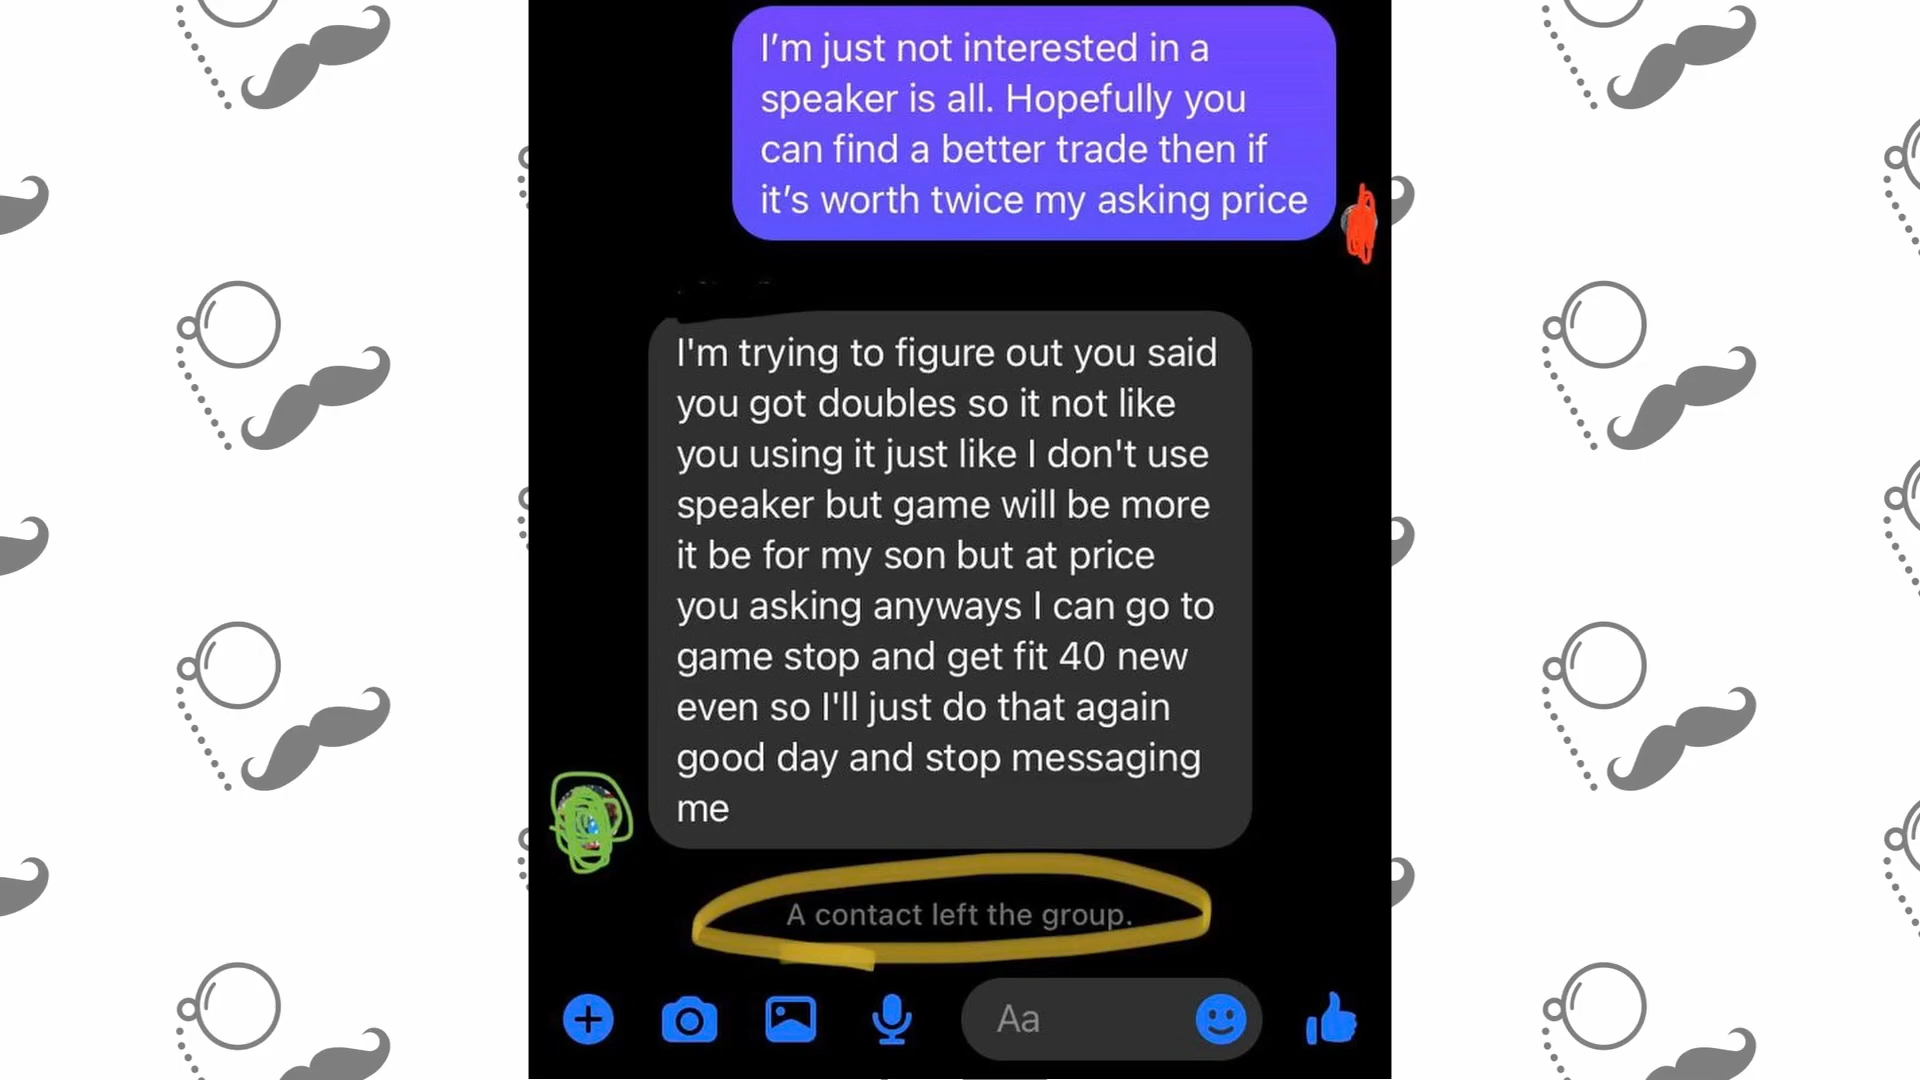 I’m just not interested in a
speaker is all. Hopefully you
can find a better trade then if
it’s worth twice my asking price
I'm trying to figure out you said
you got doubles so it not like
you using it just like I don't use
speaker but game will be more
it be for my son but at price
you asking anyways I can go to
game stop and get fit 40 new
even so I'll just do that again
good day and stop messaging
me
A contact left the group.
Aa